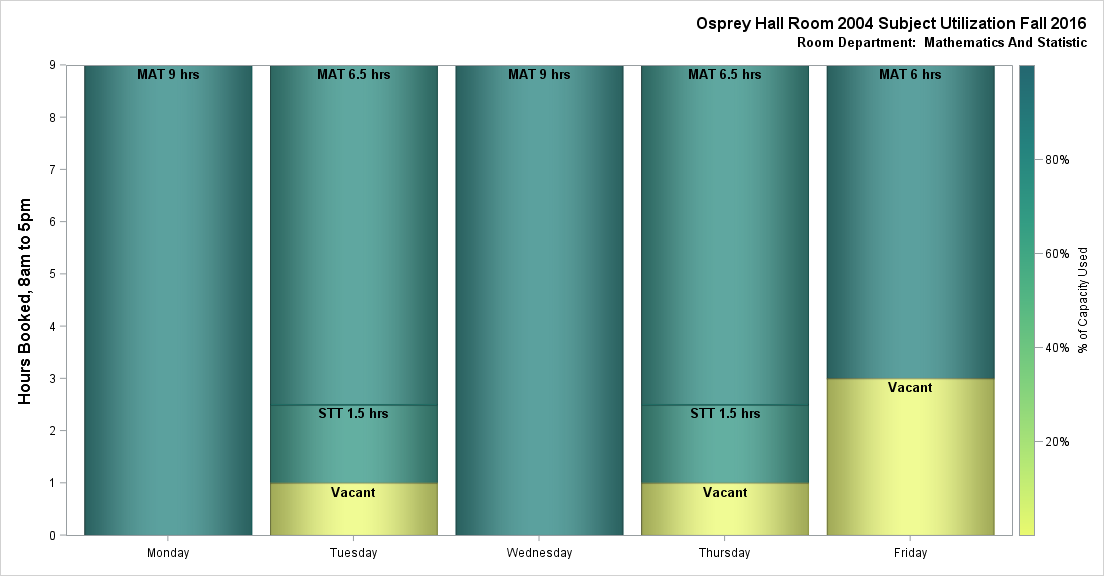 Osprey Hall Room 2004 Subject Utilization Fall 2016
Room Department:  Mathematics And Statistic
Hours Booked, 8am to 5pm
9
8
7
6
5
4
3
2
1
0
MAT 9 hrs
MAT 6.5 hrs
MAT 9 hrs
MAT 6.5 hrs
MAT 6 hrs
Vacant
STT 1.5 hrs
STT 1.5 hrs
Vacant
Vacant
Monday
Tuesday
Wednesday
Thursday
Friday
80%
60%
40%
20%
% of Capacity Used